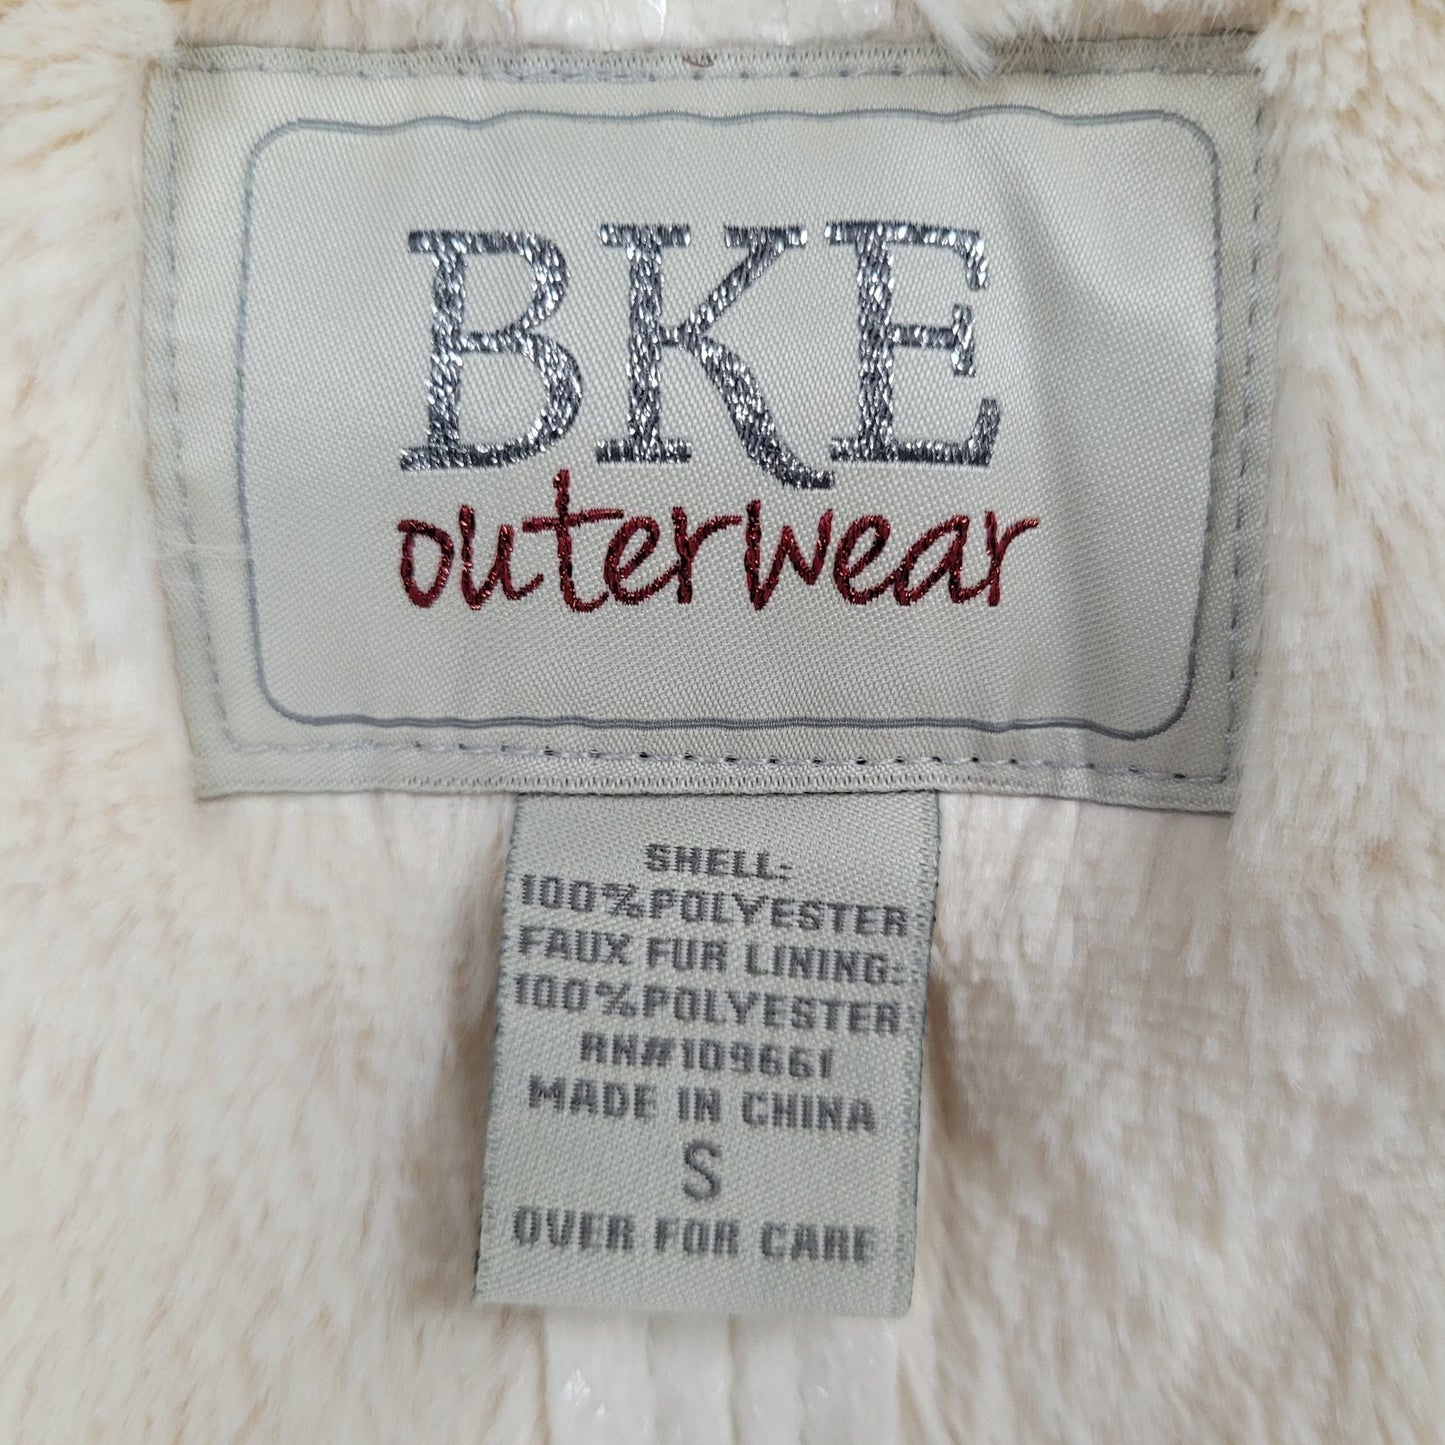 BKE
outerwear
SHELL:
100%POLYESTER
FAUX FUR LINING:
100%POLYESTER
RN#109661
MADE IN CHINA
S
OVER FOR CARE